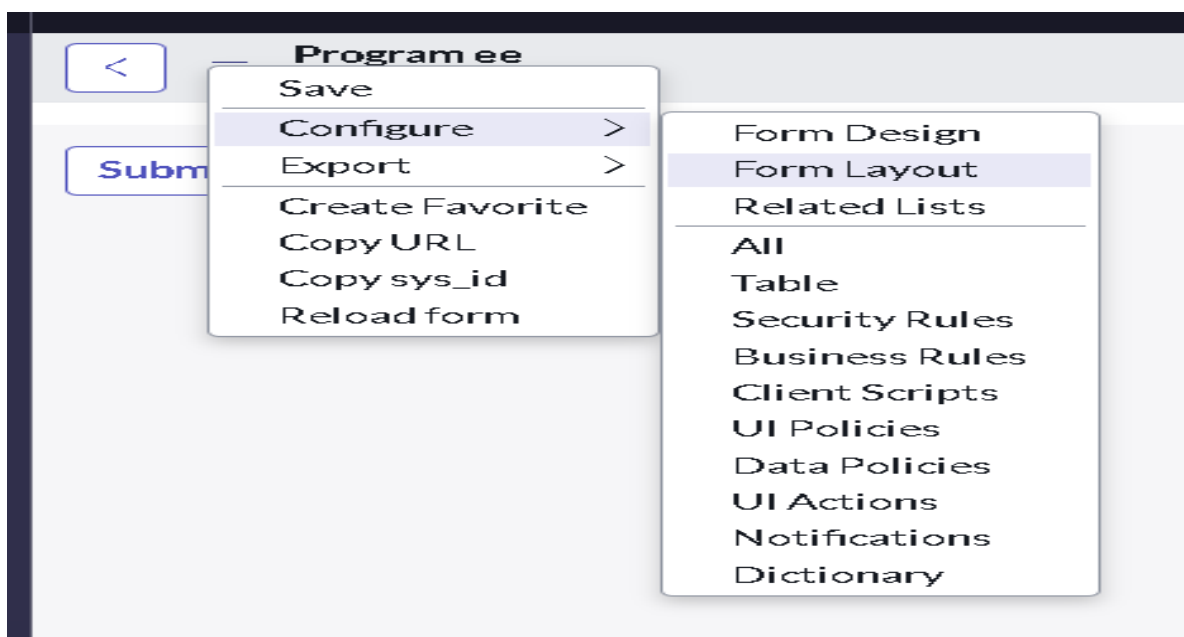 <
Program ee
Subm
Save
Configure >
Export >
Create Favorite
Copy URL
Copy sys_id
Reload form
Form Design
Form Layout
Related Lists
All
Table
Security Rules
Business Rules
Client Scripts
UI Policies
Data Policies
UI Actions
Notifications
Dictionary